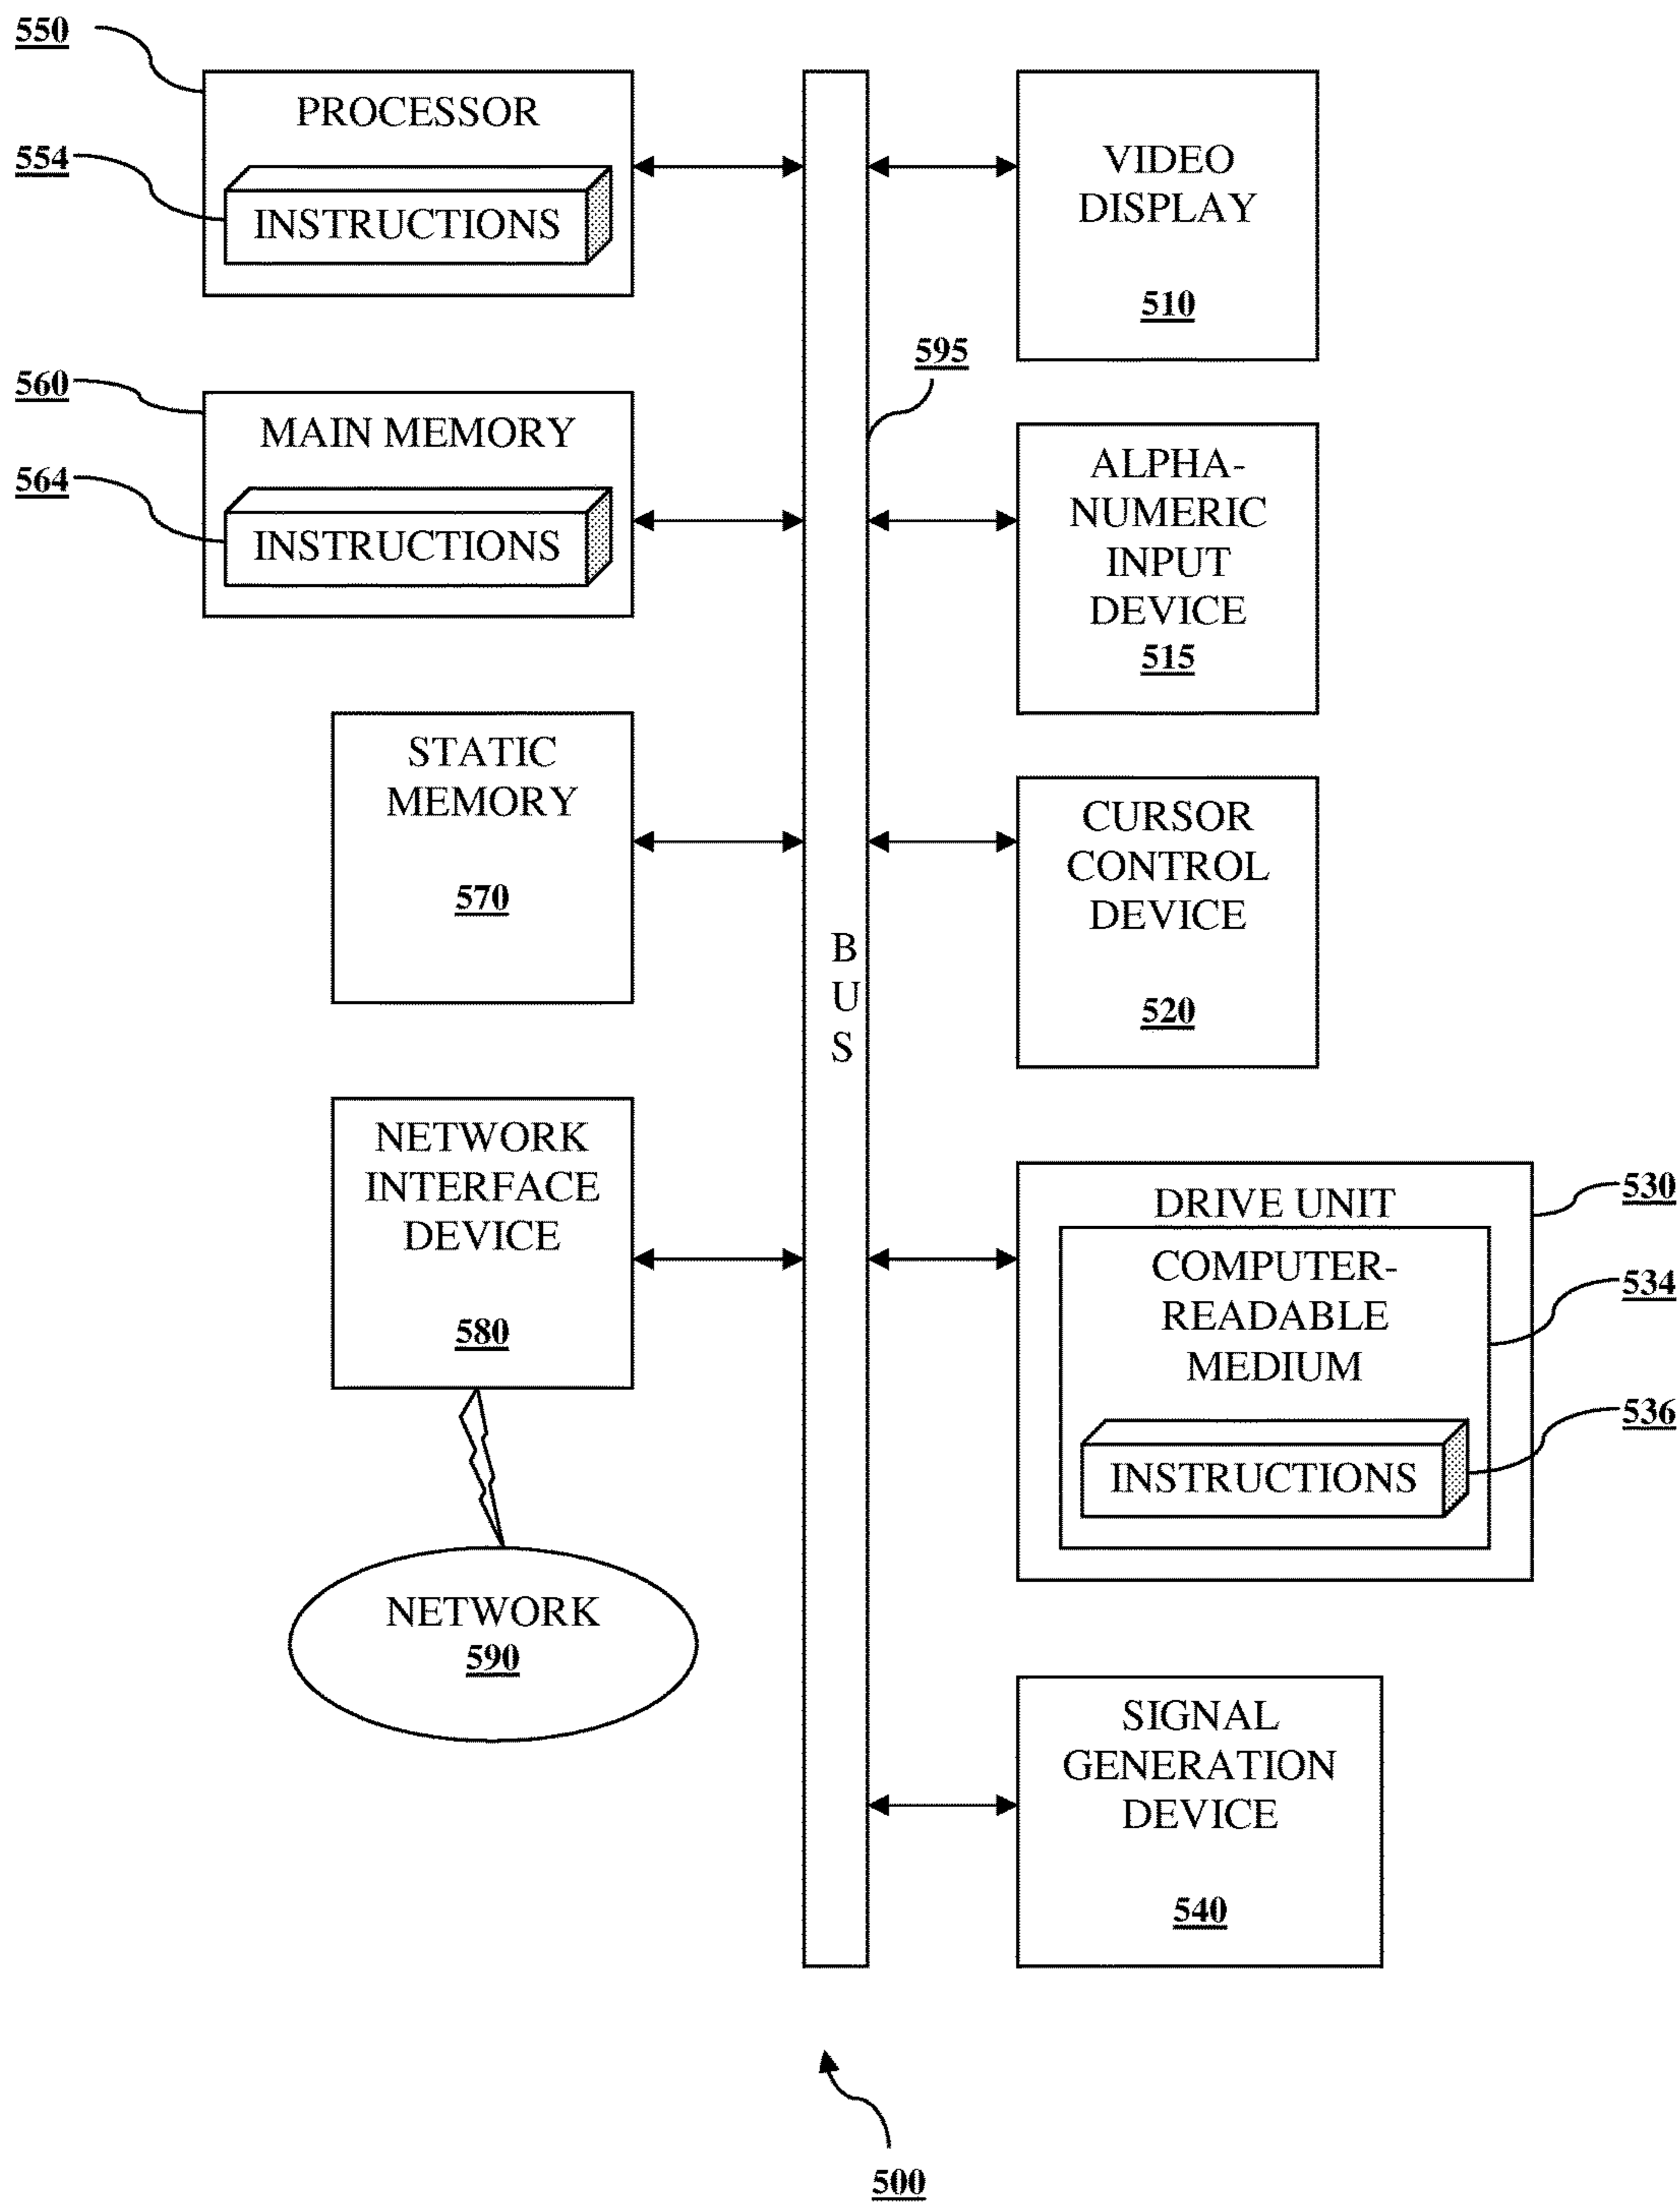 550
PROCESSOR
554
INSTRUCTIONS
560
MAIN MEMORY
564
INSTRUCTIONS
STATIC
MEMORY
570
NETWORK
INTERFACE
DEVICE
580
NETWORK
590
B
U
S
595
VIDEO
DISPLAY
510
ALPHA-
NUMERIC
INPUT
DEVICE
515
CURSOR
CONTROL
DEVICE
520
DRIVE UNIT
530
COMPUTER-
READABLE
MEDIUM
534
INSTRUCTIONS
536
SIGNAL
GENERATION
DEVICE
540
500